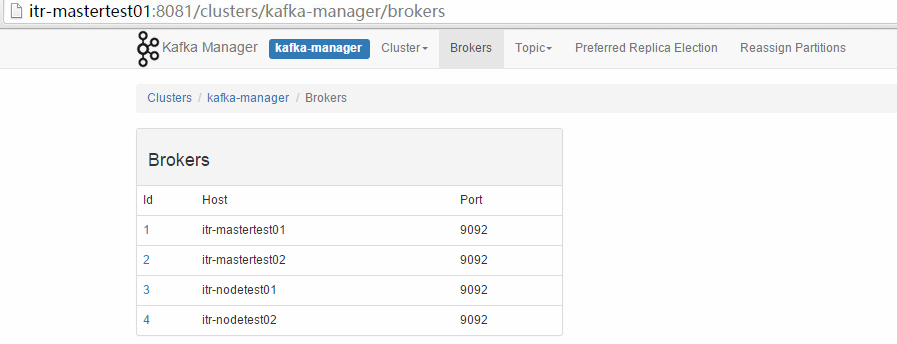 itr-mastertest01:8081/clusters/kafka-manager/brokers
Kafka Manager kafka-manager Cluster Brokers Topic Preferred Replica Election Reassign Partitions
Clusters / kafka-manager / Brokers
Brokers
Id Host Port
1 itr-mastertest01 9092
2 itr-mastertest02 9092
3 itr-nodetest01 9092
4 itr-nodetest02 9092